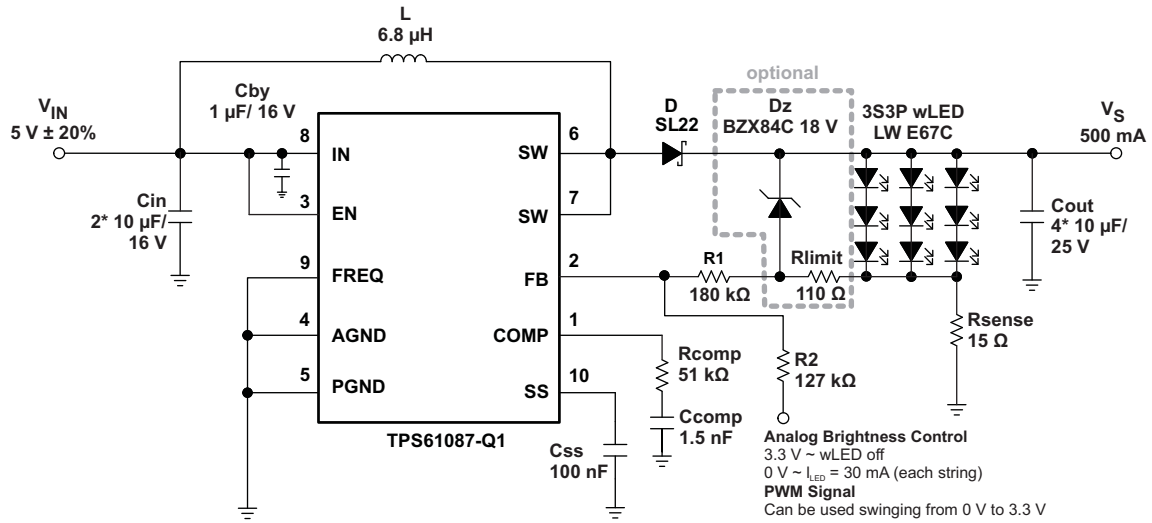 L
6.8 µH
optional
Cby
1 µF/ 16 V
VIN
5 V ± 20%
D
SL22
Dz
BZX84C 18 V
3S3P wLED
LW E67C
VS
500 mA
8
IN
6
SW
3
EN
7
SW
Cin
2* 10 µF/
16 V
Cout
4* 10 µF/
25 V
9
FREQ
2
FB
R1
180 kΩ
Rlimit
110 Ω
4
AGND
1
COMP
Rsense
15 Ω
Rcomp
51 kΩ
R2
127 kΩ
5
PGND
10
SS
Ccomp
1.5 nF
TPS61087-Q1
Css
100 nF
Analog Brightness Control
3.3 V ~ wLED off
0 V ~ ILED = 30 mA (each string)
PWM Signal
Can be used swinging from 0 V to 3.3 V